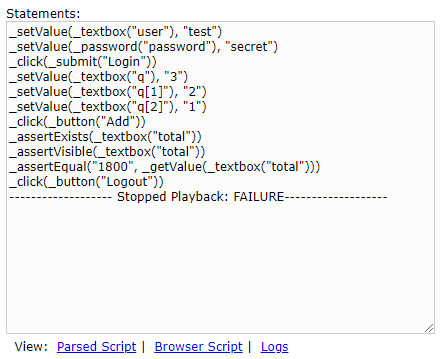 Statements:
_setValue(_textbox("user"), "test")
_setValue(_password("password"), "secret")
_click(_submit("Login"))
_setValue(_textbox("q"), "3")
_setValue(_textbox("q[1]"), "2")
_setValue(_textbox("q[2]"), "1")
_click(_button("Add"))
_assertExists(_textbox("total"))
_assertVisible(_textbox("total"))
_assertEqual("1800", _getValue(_textbox("total")))
_click(_button("Logout"))
------------------- Stopped Playback: FAILURE-------------------
View: Parsed Script | Browser Script | Logs